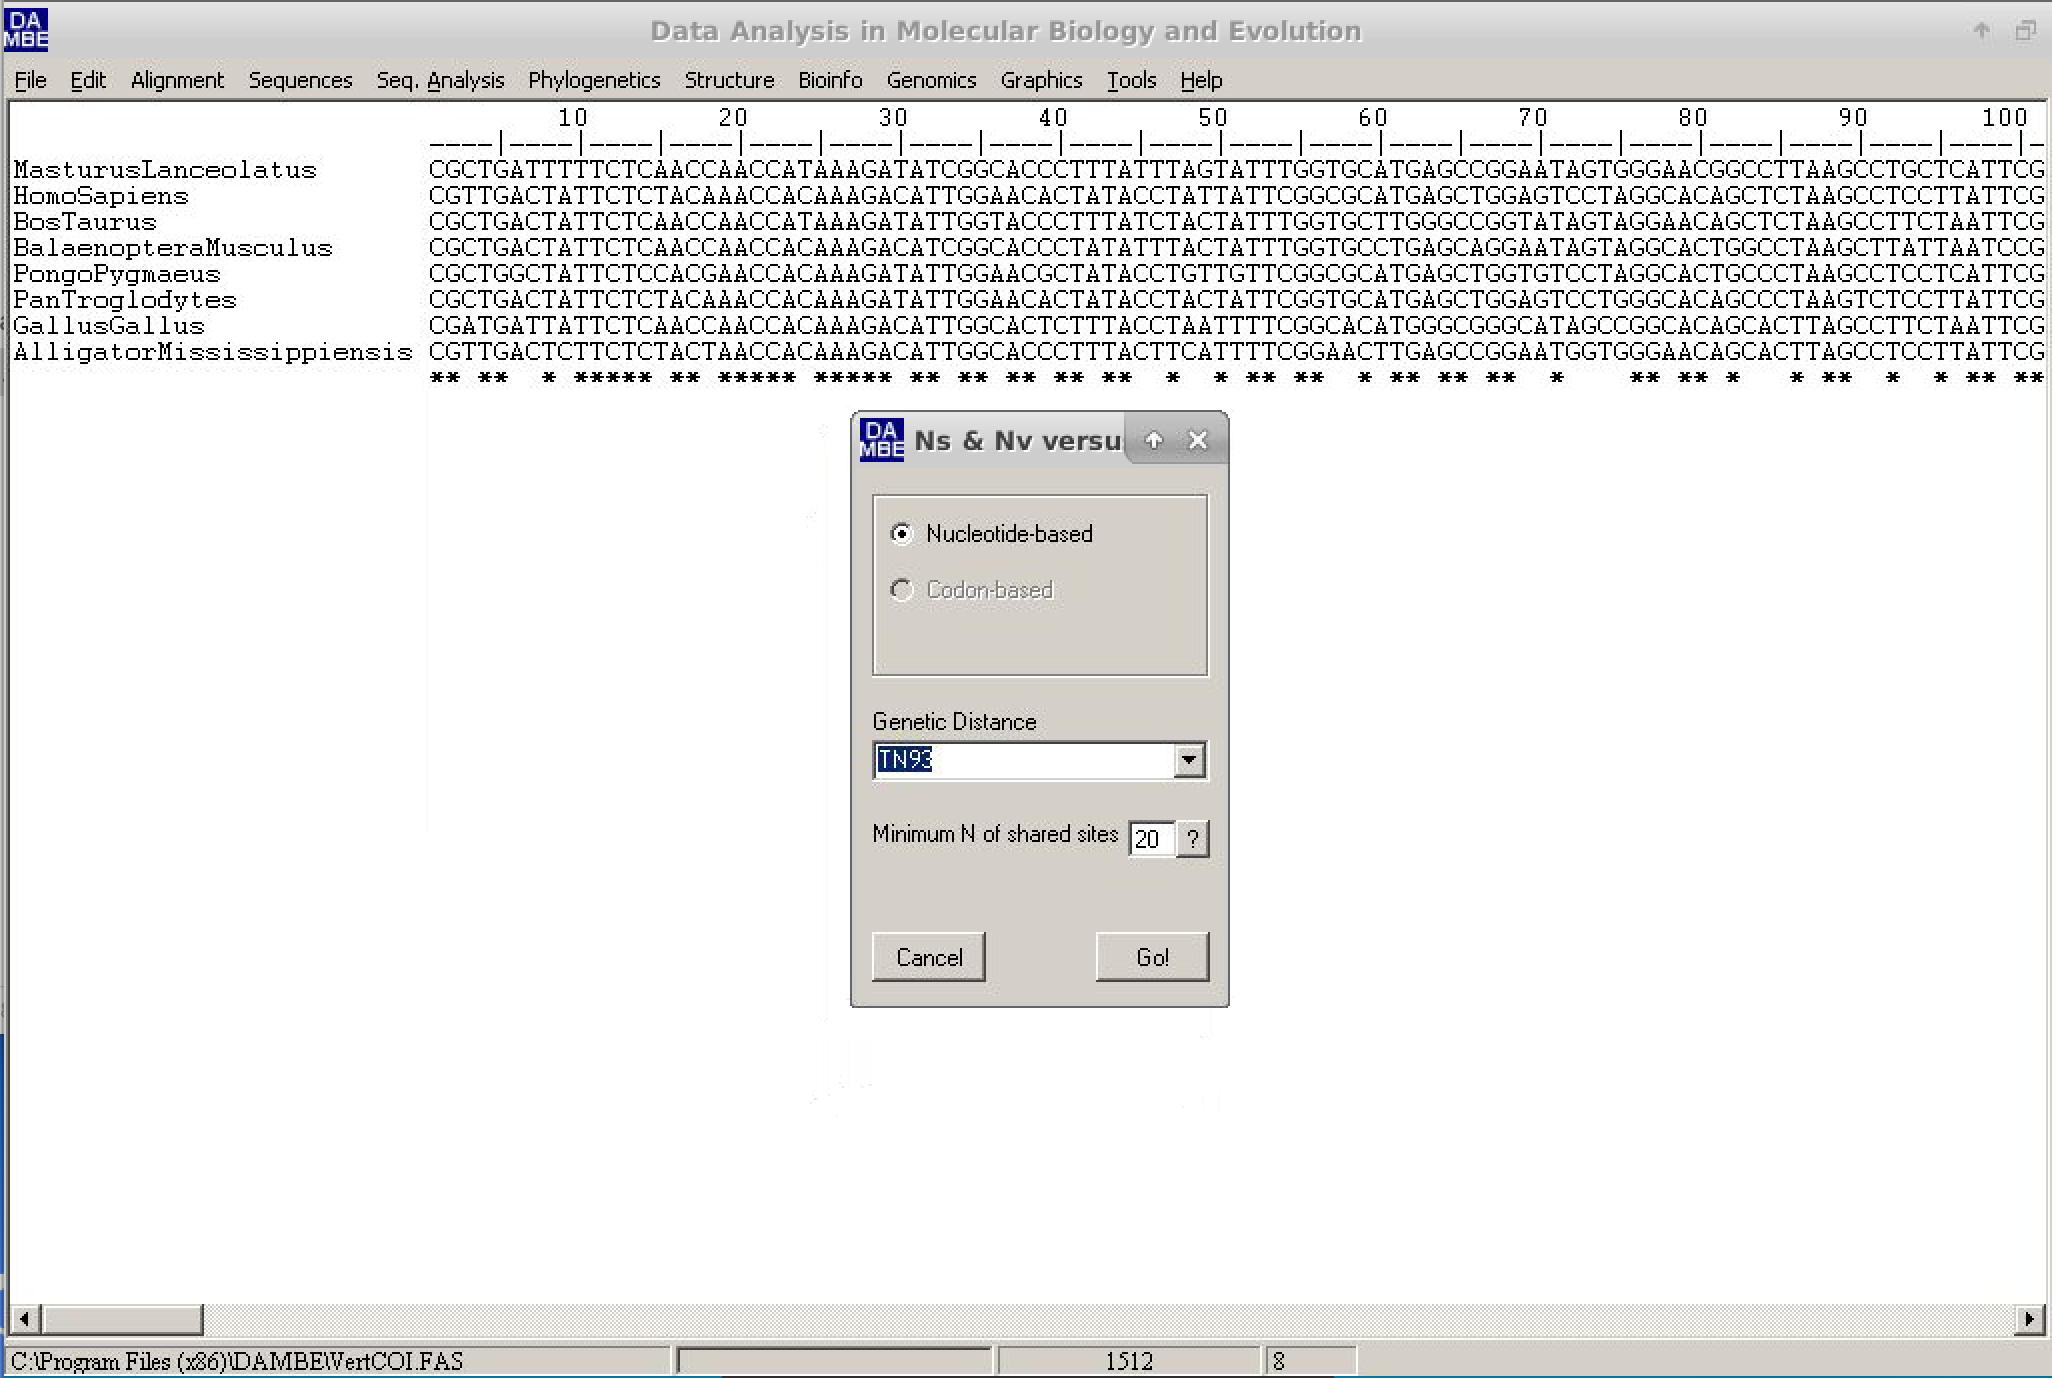 DA
MBE
Data Analysis in Molecular Biology and Evolution
File Edit Alignment Sequences Seq. Analysis Phylogenetics Structure Bioinfo Genomics Graphics Tools Help
10 20 30 40 50 60 70 80 90 100
----|----|----|----|----|----|----|----|----|----|----|----|----|----|----|----|----|----|----|----|-
MasturusLanceolatus CGCTGATTTTTCTCAACCAACCATAAAGATATCGGCACCCTTTATTTAGTATTTGGTGCATGAGCCGGAATAGTGGGAACGGCCTTAAGCCTGCTCATTCG
HomoSapiens CGTTGACTATTCTCTACAAACCACAAAGACATTGGAACACTATACCTATTATTCGGCGCATGAGCTGGAGTCCTAGGCACAGCTCTAAGCCTCCTTATTCG
BosTaurus CGCTGACTATTCTCAACCAACCATAAAGATATTGGTACCCTTTATCTACTATTTGGTGCTTGGGCCGGTATAGTAGGAACAGCTCTAAGCCTTCTAATTCG
BalaenopteraMusculus CGCTGACTATTCTCAACCAACCACAAAGACATCGGCACCCTATATTTACTATTTGGTGCCTGAGCAGGAATAGTAGGCACTGGCCTAAGCTTATTAATCCG
PongoPygmaeus CGCTGGCTATTCTCCACGAACCACAAAGATATTGGAACGCTATACCTGTTGTTCGGCGCATGAGCTGGTGTCCTAGGCACTGCCCTAAGCCTCCTCATTCG
PanTroglodytes CGCTGACTATTCTCTACAAACCACAAAGATATTGGAACACTATACCTACTATTCGGTGCATGAGCTGGAGTCCTGGGCACAGCCCTAAGTCTCCTTATTCG
GallusGallus CGATGATTATTCTCAACCAACCACAAAGACATTGGCACTCTTTACCTAATTTTCGGCACATGGGCGGGCATAGCCGGCACAGCACTTAGCCTTCTAATTCG
AlligatorMississippiensis CGTTGACTCTTCTCTACTAACCACAAAGACATTGGCACCCTTTACTTCATTTTCGGAACTTGAGCCGGAATGGTGGGAACAGCACTTAGCCTCCTTATTCG
** **  * ***** ** ***** ***** ** ** ** ** **  *  * ** **  * ** ** **  *    ** ** *   * **  *  * ** **
DA
MBE
Ns & Nv versu
Nucleotide-based
Codon-based
Genetic Distance
TN93
Minimum N of shared sites 20 ?
Cancel Go!
C:\Program Files (x86)\DAMBE\VertCOI.FAS 1512 8